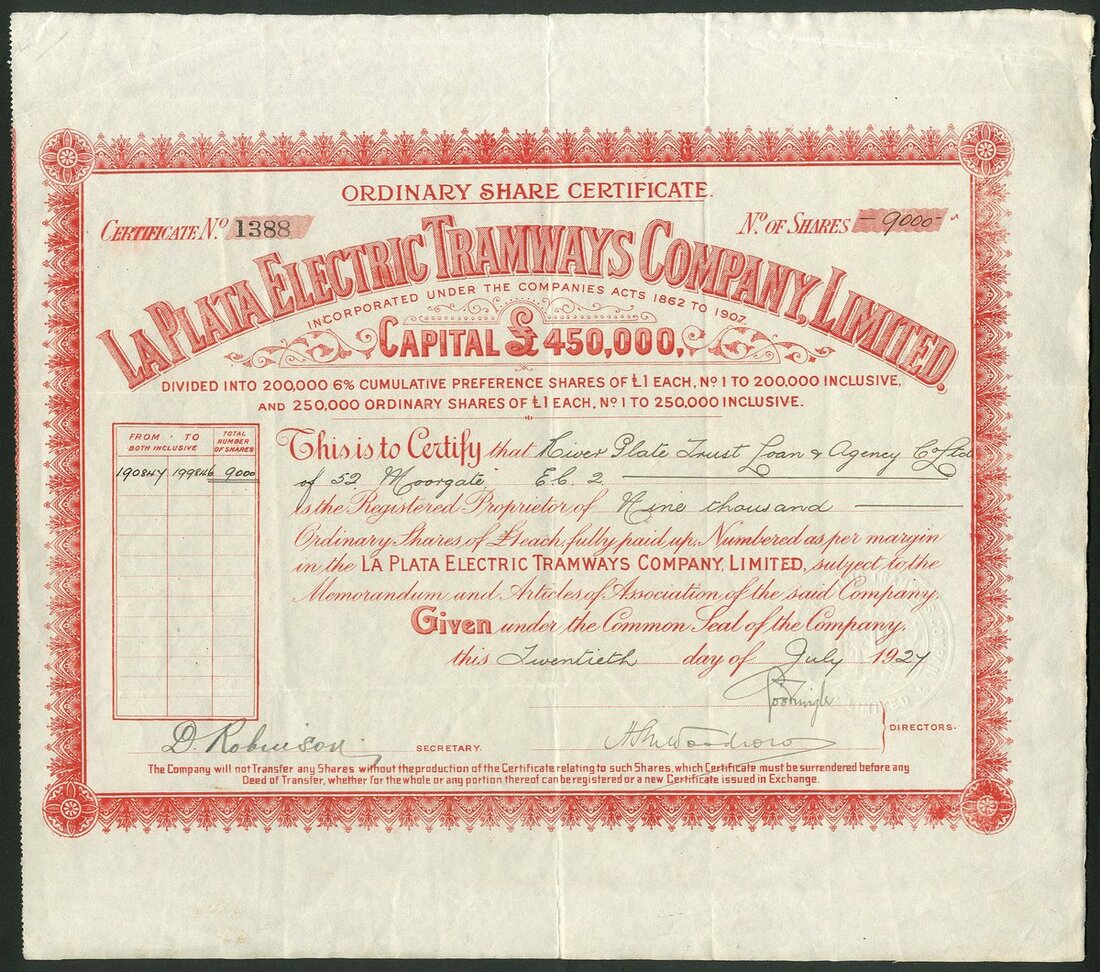 ORDINARY SHARE CERTIFICATE.
CERTIFICATE No. 1388
No. OF SHARES – 9000 –
LA PLATA ELECTRIC TRAMWAYS COMPANY, LIMITED.
INCORPORATED UNDER THE COMPANIES ACTS 1862 TO 1907.
CAPITAL £450,000,
DIVIDED INTO 200,000 6% CUMULATIVE PREFERENCE SHARES OF £1 EACH, No 1 TO 200,000 INCLUSIVE,
AND 250,000 ORDINARY SHARES OF £1 EACH, No 1 TO 250,000 INCLUSIVE.
FROM · TO
BOTH INCLUSIVE
TOTAL NUMBER OF SHARES
190847 199846 9000
This is to Certify that River Plate Trust Loan & Agency Co Ltd
of 52 Moorgate E.C. 2
is the Registered Proprietor of Nine thousand
Ordinary Shares of £1 each, fully paid up, Numbered as per margin
in the LA PLATA ELECTRIC TRAMWAYS COMPANY, LIMITED, subject to the
Memorandum and Articles of Association of the said Company.
Given under the Common Seal of the Company,
this Twentieth day of July 1927
D. Robinson SECRETARY.
Woodrow
DIRECTORS.
The Company will not Transfer any Shares without the production of the Certificate relating to such Shares, which Certificate must be surrendered before any
Deed of Transfer, whether for the whole or any portion thereof can be registered or a new Certificate issued in Exchange.